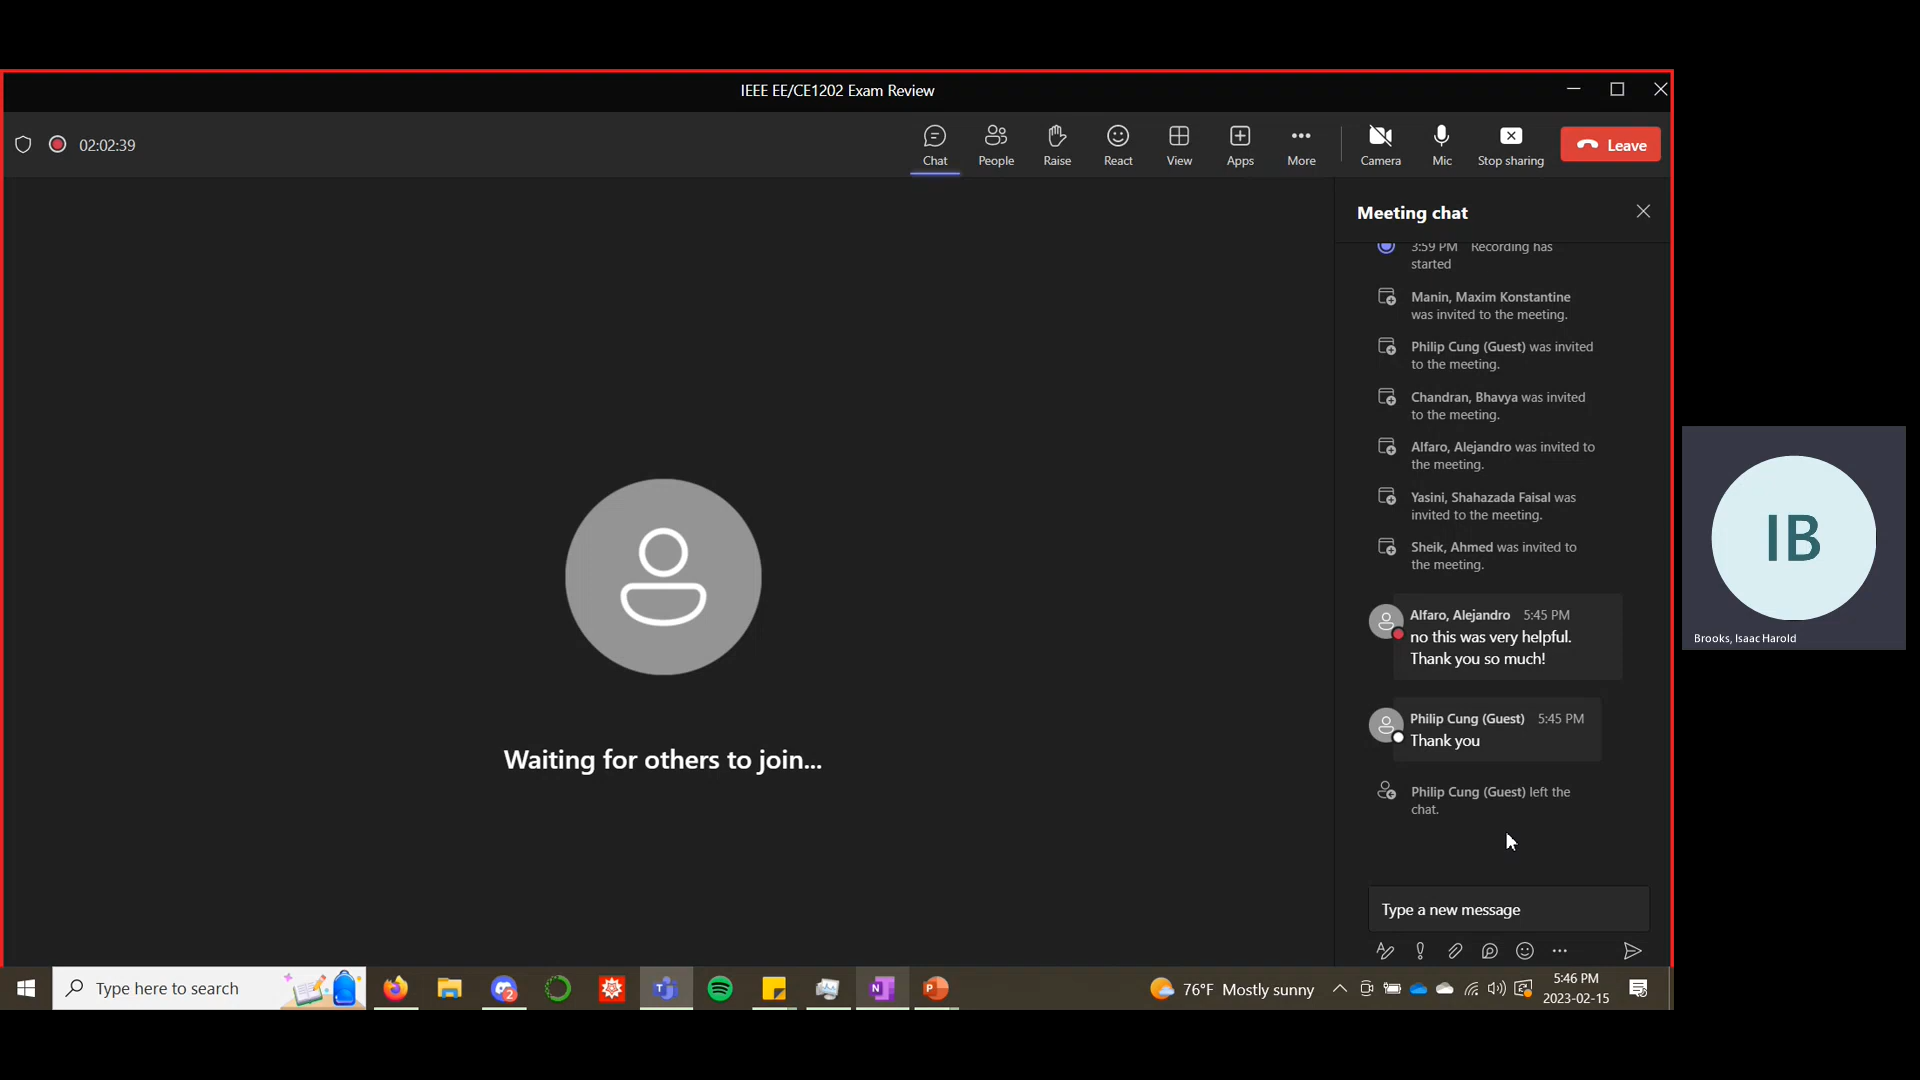 IEEE EE/CE1202 Exam Review
02:02:39
Chat
People
Raise
React
View
Apps
More
Camera
Mic
Stop sharing
Leave
Meeting chat
3:59 PM Recording has
started
Manin, Maxim Konstantine
was invited to the meeting.
Philip Cung (Guest) was invited
to the meeting.
Chandran, Bhavya was invited
to the meeting.
Alfaro, Alejandro was invited to
the meeting.
Yasini, Shahazada Faisal was
invited to the meeting.
Sheik, Ahmed was invited to
the meeting.
Alfaro, Alejandro 5:45 PM
no this was very helpful.
Thank you so much!
Philip Cung (Guest) 5:45 PM
Thank you
Philip Cung (Guest) left the
chat.
Waiting for others to join...
Type a new message
IB
Brooks, Isaac Harold
Type here to search
2
N
P
76°F Mostly sunny
5:46 PM
2023-02-15